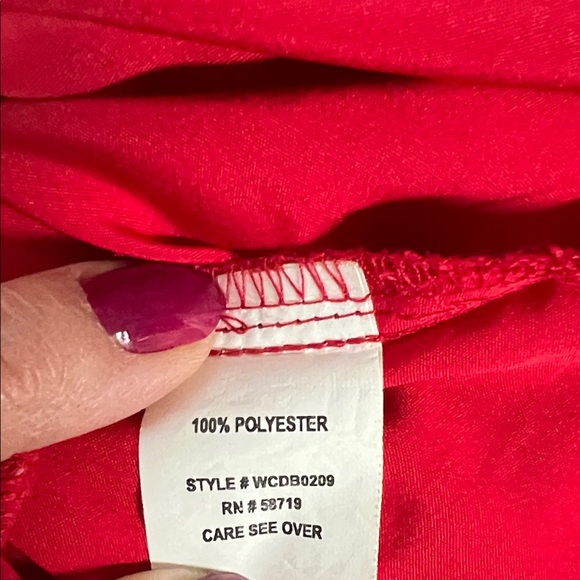 100% POLYESTER
STYLE # WCDB0209
RN # 58719
CARE SEE OVER